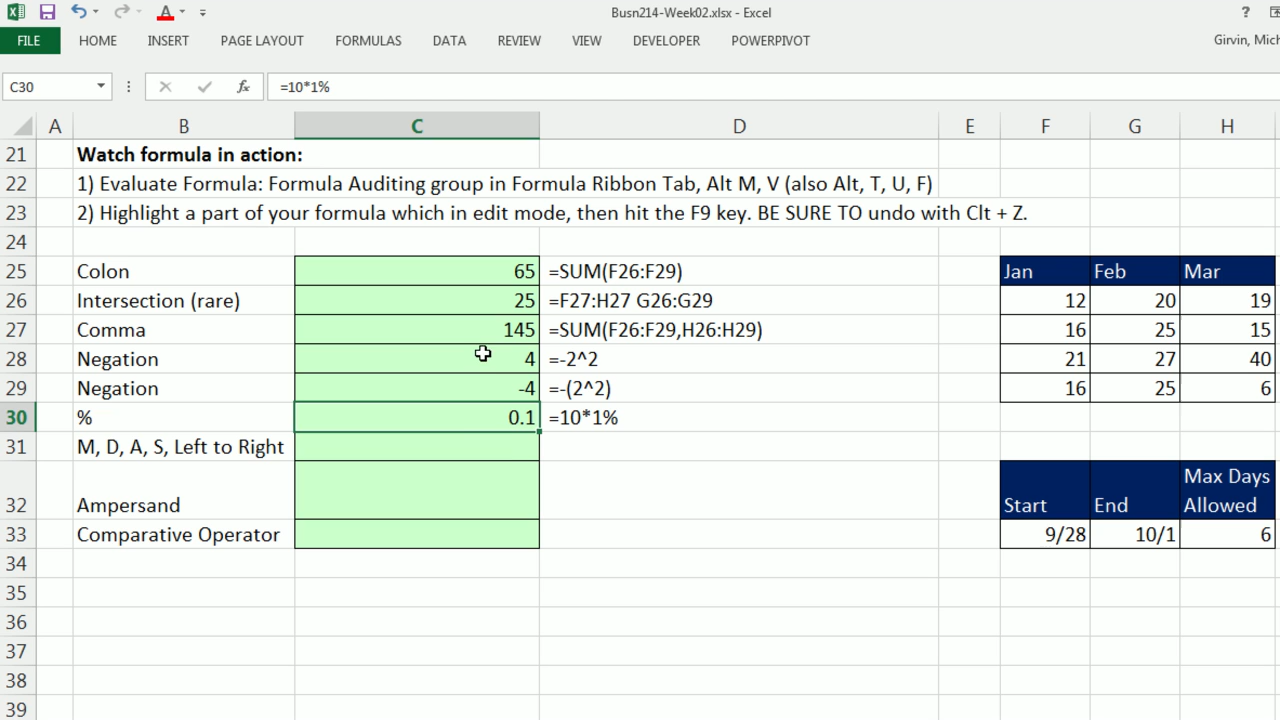 Busn214-Week02.xlsx - Excel
?
FILE HOME INSERT PAGE LAYOUT FORMULAS DATA REVIEW VIEW DEVELOPER POWERPIVOT Girvin, Mich
C30 fx =10*1%
A B C D E F G H
21 Watch formula in action:
22 1) Evaluate Formula: Formula Auditing group in Formula Ribbon Tab, Alt M, V (also Alt, T, U, F)
23 2) Highlight a part of your formula which in edit mode, then hit the F9 key. BE SURE TO undo with Clt + Z.
24
25 Colon 65 =SUM(F26:F29) Jan Feb Mar
26 Intersection (rare) 25 =F27:H27 G26:G29 12 20 19
27 Comma 145 =SUM(F26:F29,H26:H29) 16 25 15
28 Negation 4 =-2^2 21 27 40
29 Negation -4 =-(2^2) 16 25 6
30 % 0.1 =10*1%
31 M, D, A, S, Left to Right
Max Days
32 Ampersand Start End Allowed
33 Comparative Operator 9/28 10/1 6
34
35
36
37
38
39